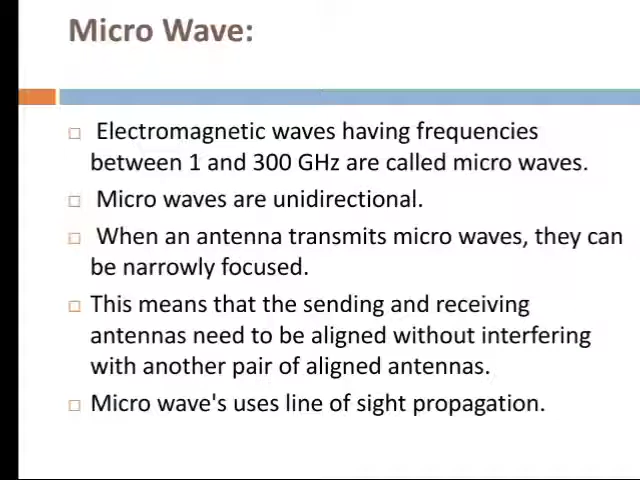 Micro Wave:
Electromagnetic waves having frequencies
between 1 and 300 GHz are called micro waves.
Micro waves are unidirectional.
When an antenna transmits micro waves, they can
be narrowly focused.
This means that the sending and receiving
antennas need to be aligned without interfering
with another pair of aligned antennas.
Micro wave's uses line of sight propagation.